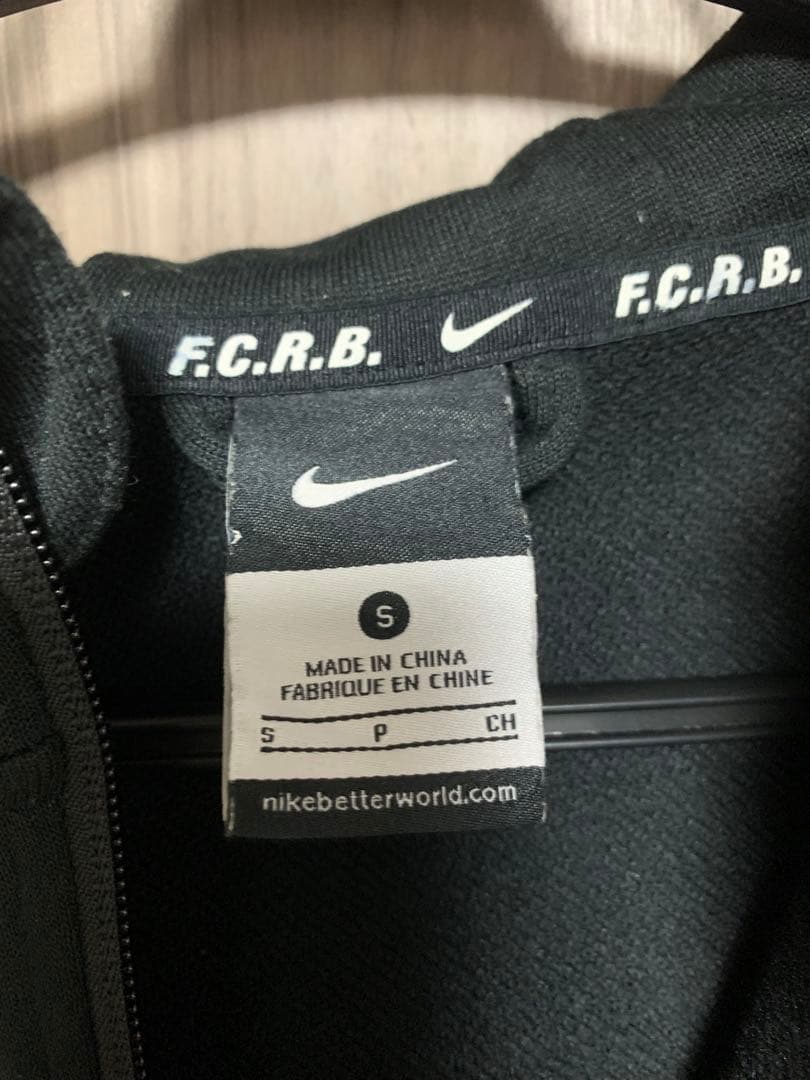 F.C.R.B. F.C.R.B.
S
MADE IN CHINA
FABRIQUE EN CHINE
S P CH
nikebetterworld.com